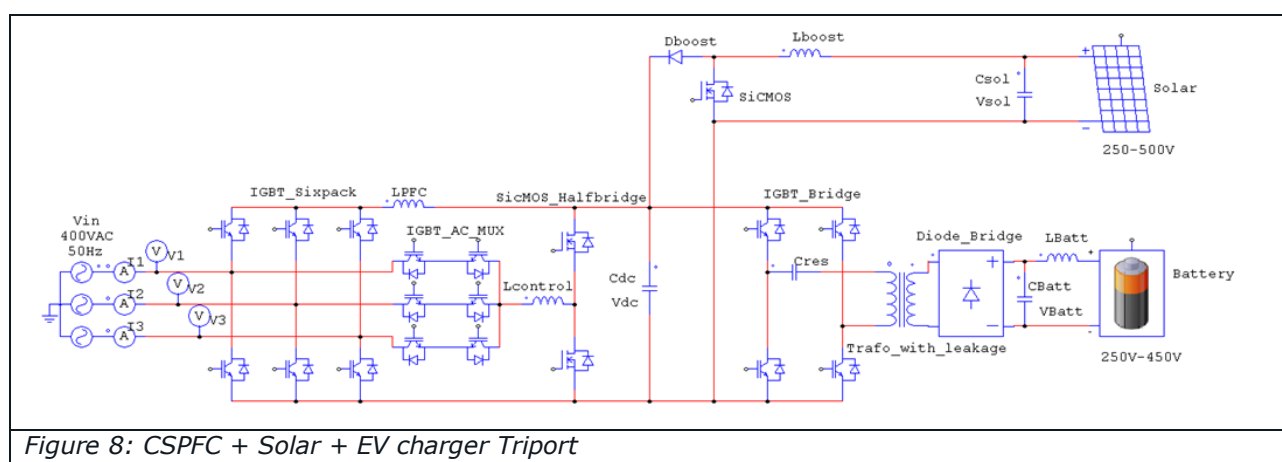 Dboost
Lboost
SiCMOS
Csol
Vsol
+
-
Solar
250-500V
Vin
400VAC
50Hz
I1
V V1
I2
V V2
I3
V V3
A
A
A
IGBT_Sixpack
LPFC
IGBT_AC_MUX
Lcontrol
SicMOS_Halfbridge
Cdc
Vdc
IGBT_Bridge
Cres
Trafo_with_leakage
Diode_Bridge
+
-
LBatt
CBatt
VBatt
+
-
Battery
250V-450V
Figure 8: CSPFC + Solar + EV charger Triport